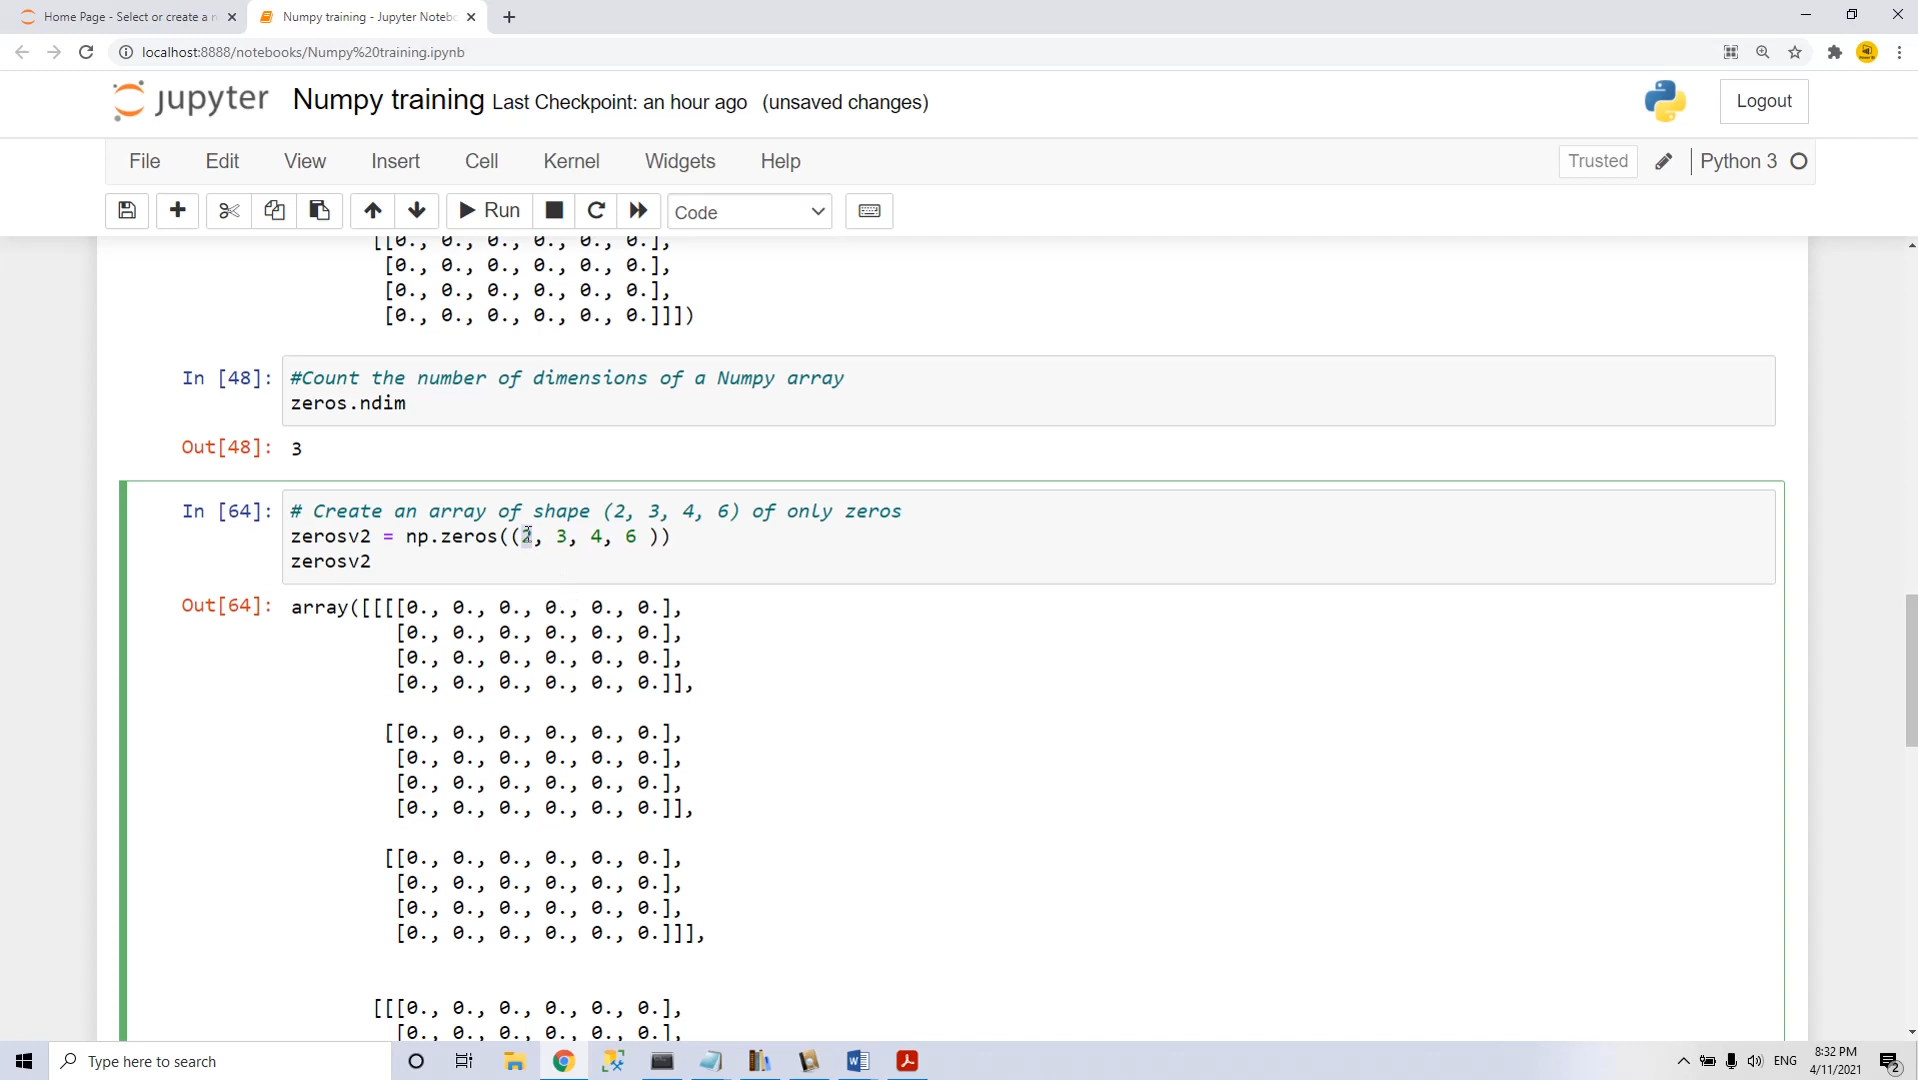 Home Page - Select or create a n
Numpy training - Jupyter Notebo
localhost:8888/notebooks/Numpy%20training.ipynb
jupyter Numpy training Last Checkpoint: an hour ago (unsaved changes)
Logout
File Edit View Insert Cell Kernel Widgets Help
Trusted Python 3
Run Code
[[0., 0., 0., 0., 0., 0.],
[0., 0., 0., 0., 0., 0.],
[0., 0., 0., 0., 0., 0.],
[0., 0., 0., 0., 0., 0.]]])
In [48]: #Count the number of dimensions of a Numpy array
zeros.ndim
Out[48]: 3
In [64]: # Create an array of shape (2, 3, 4, 6) of only zeros
zerosv2 = np.zeros((2, 3, 4, 6 ))
zerosv2
Out[64]: array([[[[0., 0., 0., 0., 0., 0.],
[0., 0., 0., 0., 0., 0.],
[0., 0., 0., 0., 0., 0.],
[0., 0., 0., 0., 0., 0.]],
[[0., 0., 0., 0., 0., 0.],
[0., 0., 0., 0., 0., 0.],
[0., 0., 0., 0., 0., 0.],
[0., 0., 0., 0., 0., 0.]],
[[0., 0., 0., 0., 0., 0.],
[0., 0., 0., 0., 0., 0.],
[0., 0., 0., 0., 0., 0.],
[0., 0., 0., 0., 0., 0.]]],
[[[0., 0., 0., 0., 0., 0.],
[0., 0., 0., 0., 0., 0.],
Type here to search
ENG
8:32 PM
4/11/2021
2